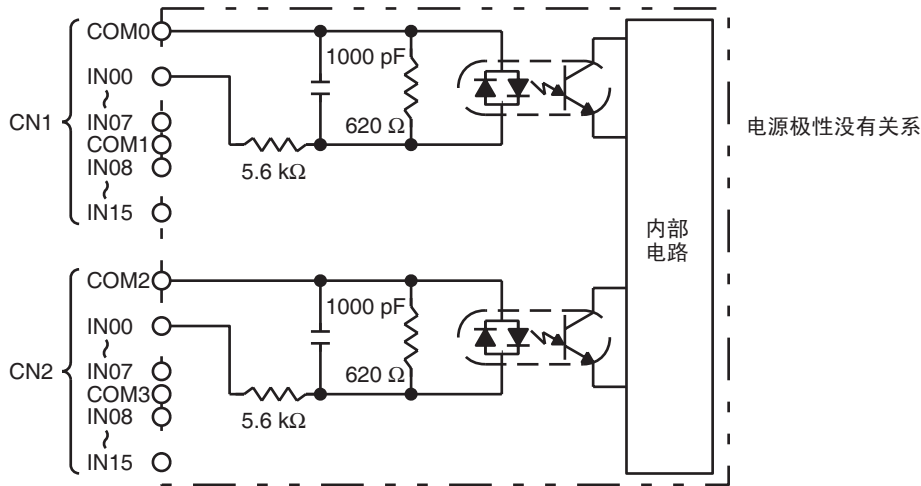 COM0
IN00
~
IN07
COM1
IN08
~
IN15
CN1
1000 pF
620 Ω
5.6 kΩ
电源极性没有关系
内部
电路
COM2
IN00
~
IN07
COM3
IN08
~
IN15
CN2
1000 pF
620 Ω
5.6 kΩ